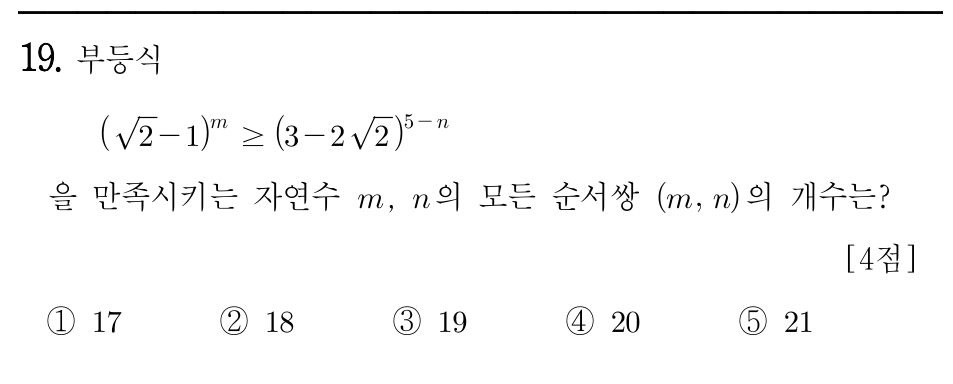 19. 부등식
(√2−1)^m ≥ (3−2√2)^{5−n}
을 만족시키는 자연수 m, n의 모든 순서쌍 (m, n)의 개수는?
[4점]
① 17 ② 18 ③ 19 ④ 20 ⑤ 21